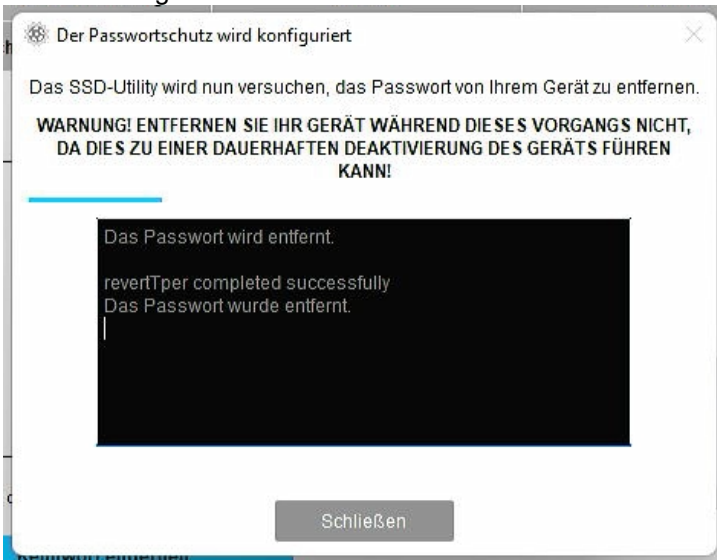 Der Passwortschutz wird konfiguriert
Das SSD-Utility wird nun versuchen, das Passwort von Ihrem Gerät zu entfernen.
WARNUNG! ENTFERNEN SIE IHR GERÄT WÄHREND DIESES VORGANGS NICHT,
DA DIES ZU EINER DAUERHAFTEN DEAKTIVIERUNG DES GERÄTS FÜHREN
KANN!
Das Passwort wird entfernt.
revertTper completed successfully
Das Passwort wurde entfernt.
Schließen